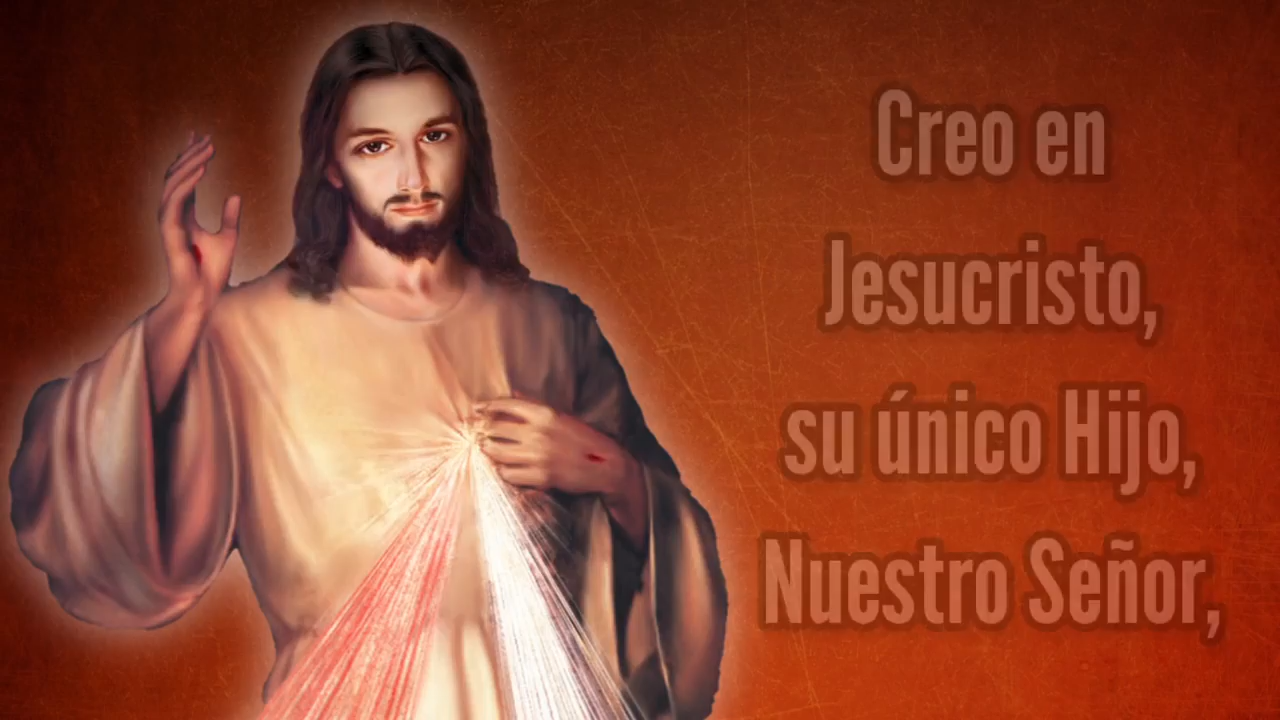 Creo en
Jesucristo,
su único Hijo,
Nuestro Señor,